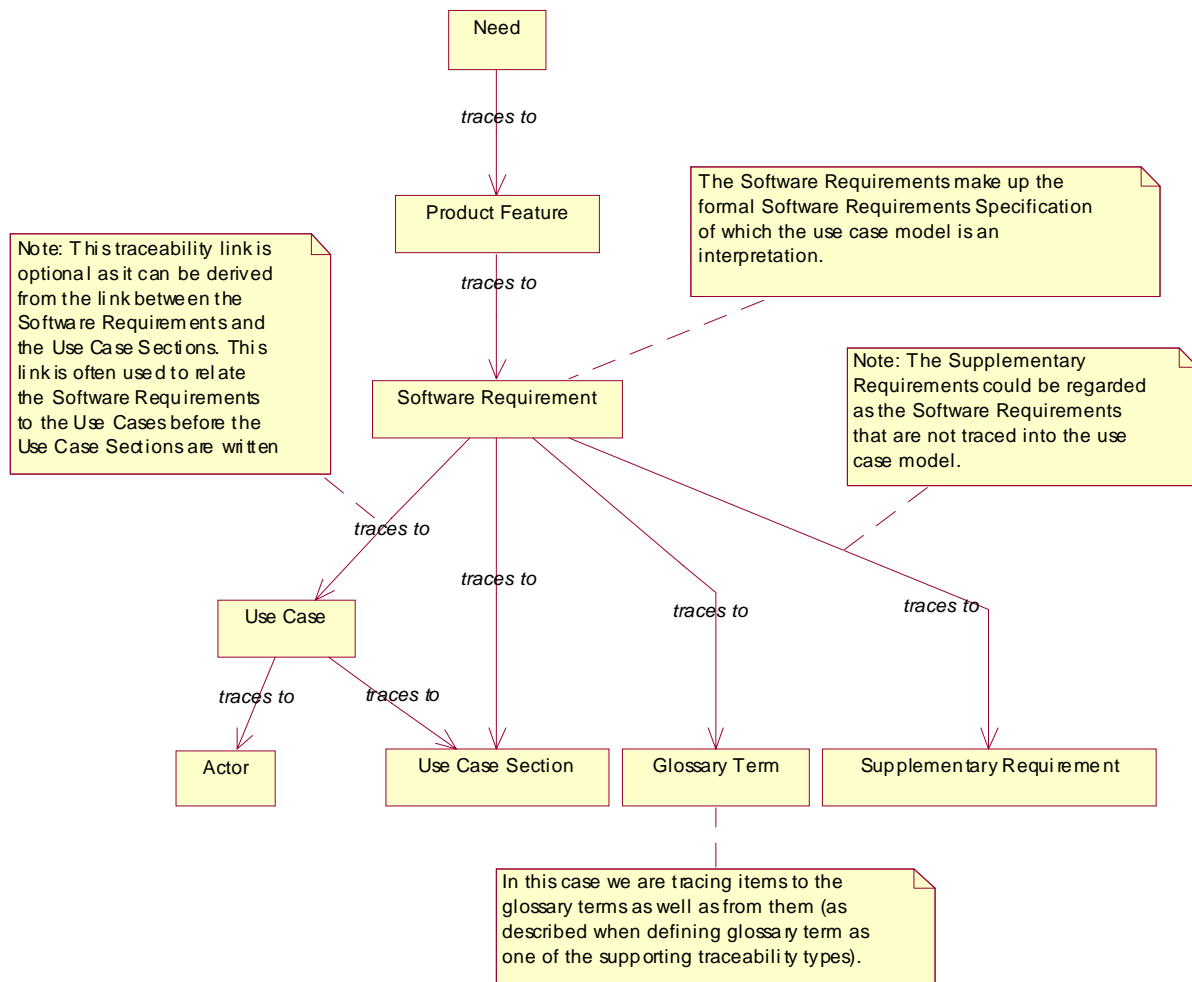 Need
traces to
Product Feature
The Software Requirements make up the
formal Software Requirements Specification
of which the use case model is an
interpretation.
Note: This traceability link is
optional as it can be derived
from the link between the
Software Requirements and
the Use Case Sections. This
link is often used to relate
the Software Requirements
to the Use Cases before the
Use Case Sections are written
traces to
Note: The Supplementary
Requirements could be regarded
as the Software Requirements
that are not traced into the use
case model.
Software Requirement
traces to
traces to
traces to
traces to
Use Case
traces to
traces to
Actor
Use Case Section
Glossary Term
Supplementary Requirement
In this case we are tracing items to the
glossary terms as well as from them (as
described when defining glossary term as
one of the supporting traceability types).